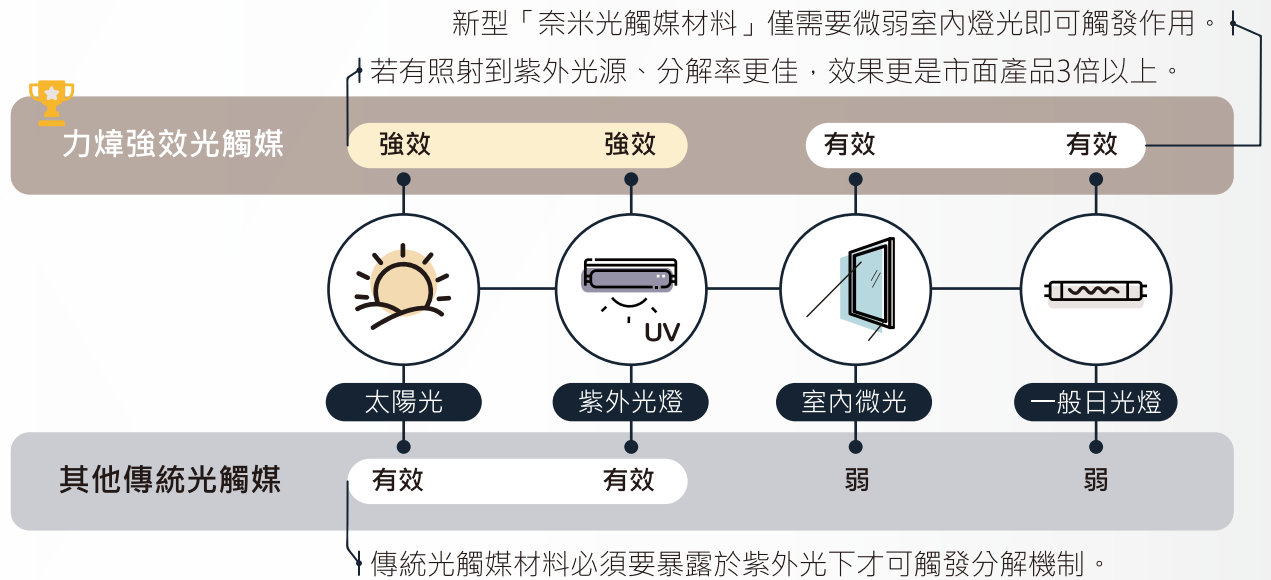 新型「奈米光觸媒材料」僅需要微弱室內燈光即可觸發作用。
若有照射到紫外光源、分解率更佳，效果更是市面產品3倍以上。
力煒強效光觸媒 強效 強效 有效 有效
UV
太陽光 紫外光燈 室內微光 一般日光燈
其他傳統光觸媒 有效 有效 弱 弱
傳統光觸媒材料必須要暴露於紫外光下才可觸發分解機制。